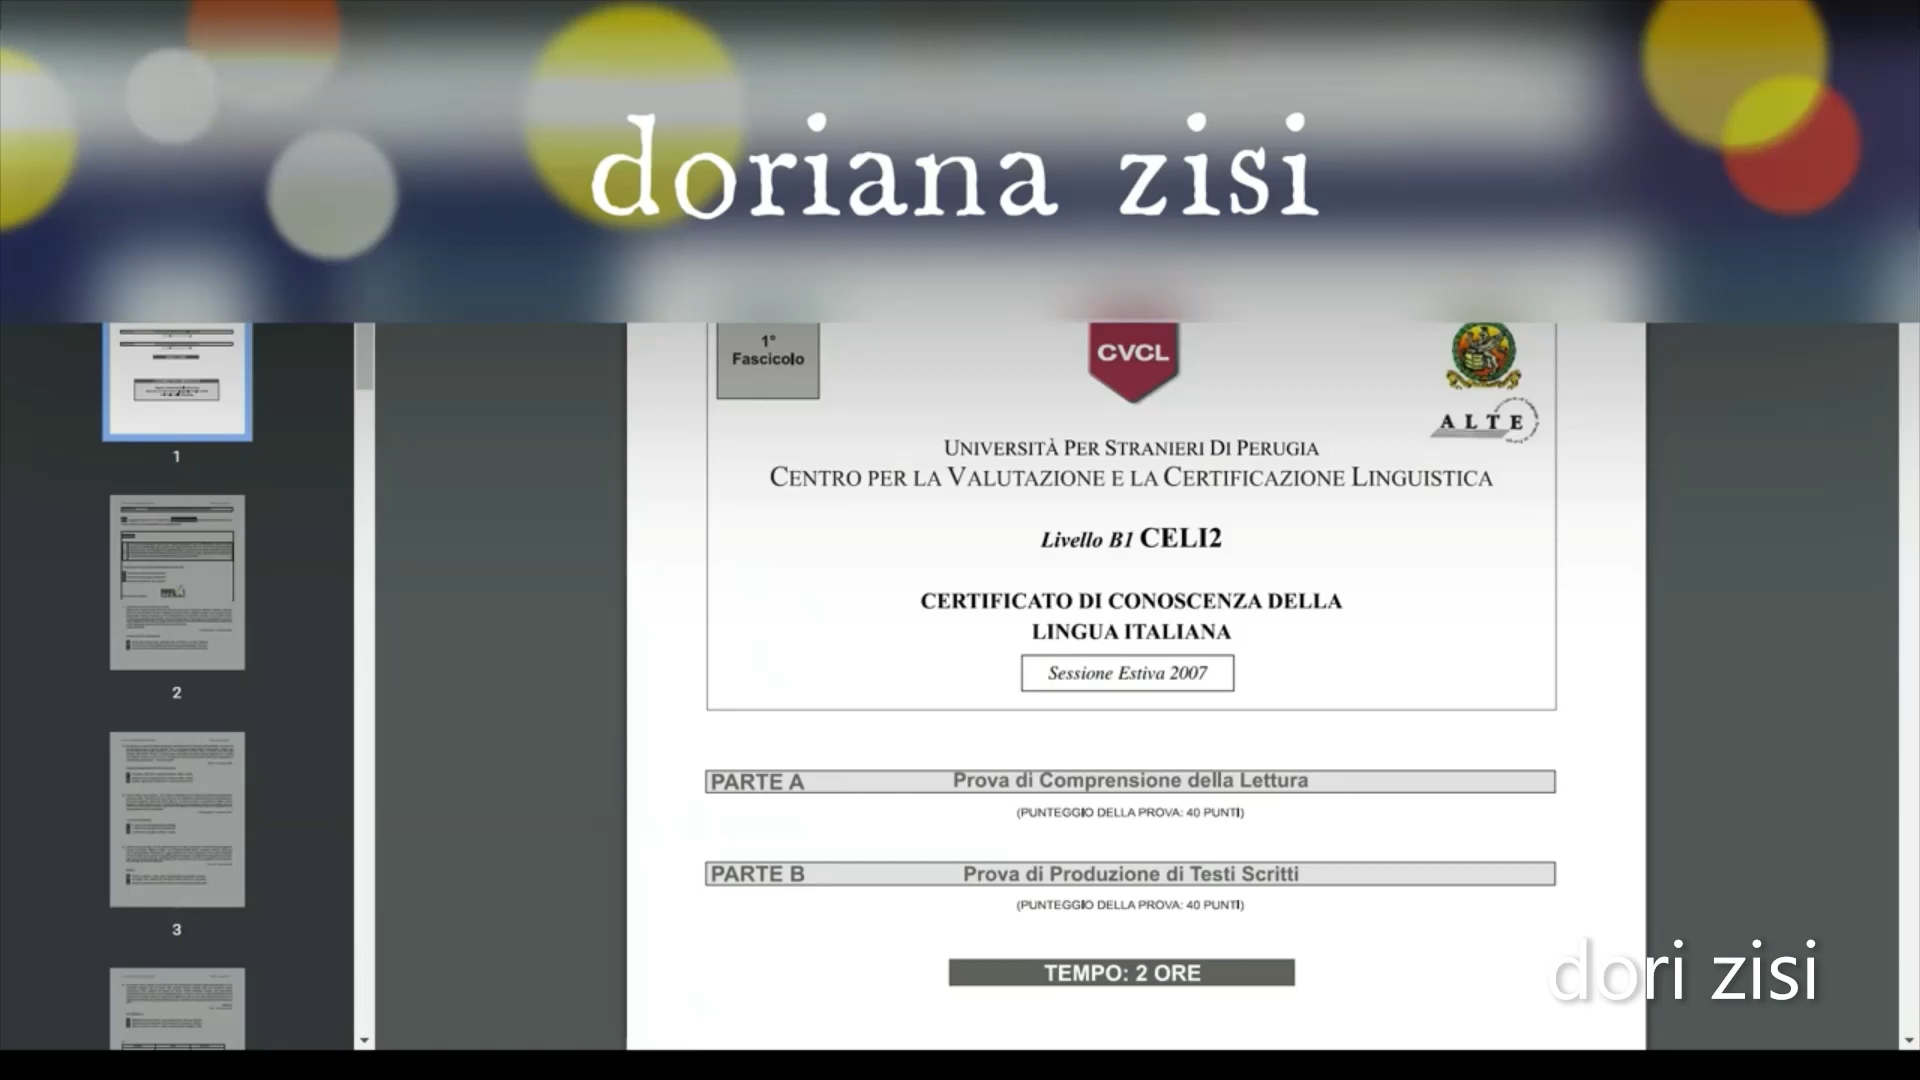 doriana zisi
1°
Fascicolo
CVCL
ALTE
UNIVERSITÀ PER STRANIERI DI PERUGIA
CENTRO PER LA VALUTAZIONE E LA CERTIFICAZIONE LINGUISTICA
Livello B1 CELI2
CERTIFICATO DI CONOSCENZA DELLA
LINGUA ITALIANA
Sessione Estiva 2007
PARTE A Prova di Comprensione della Lettura
(PUNTEGGIO DELLA PROVA: 40 PUNTI)
PARTE B Prova di Produzione di Testi Scritti
(PUNTEGGIO DELLA PROVA: 40 PUNTI)
TEMPO: 2 ORE
1
2
3
dori zisi